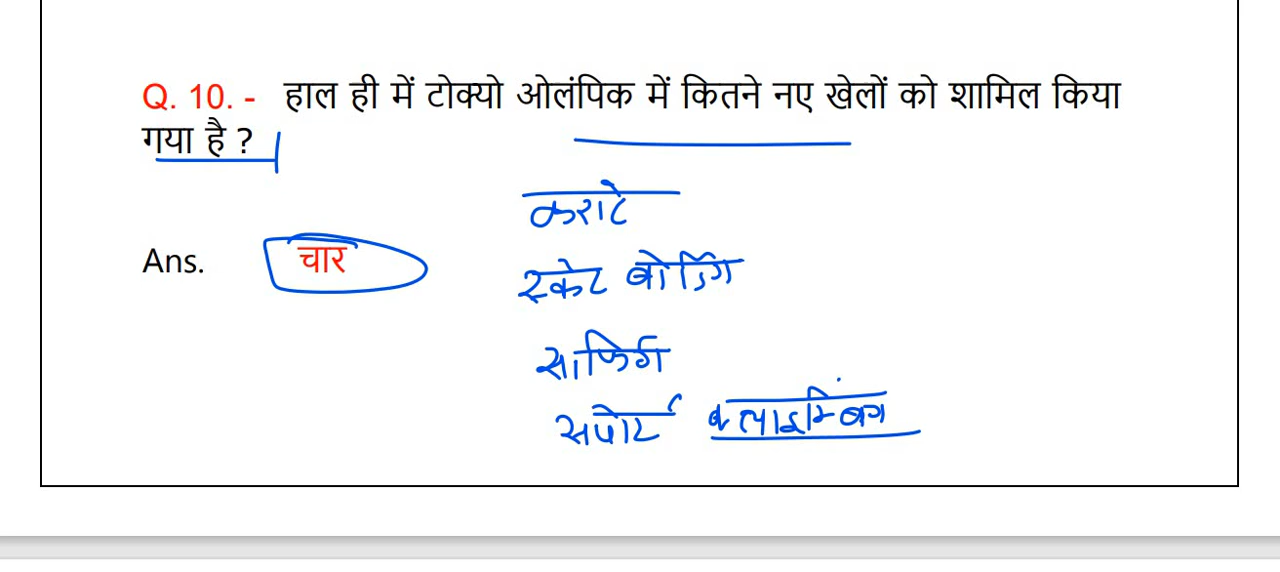 Q. 10. - हाल ही में टोक्यो ओलंपिक में कितने नए खेलों को शामिल किया
गया है ?
कराटे
Ans. चार
स्केट बोर्डिंग
सर्फिंग
स्पोर्ट क्लाइम्बिंग